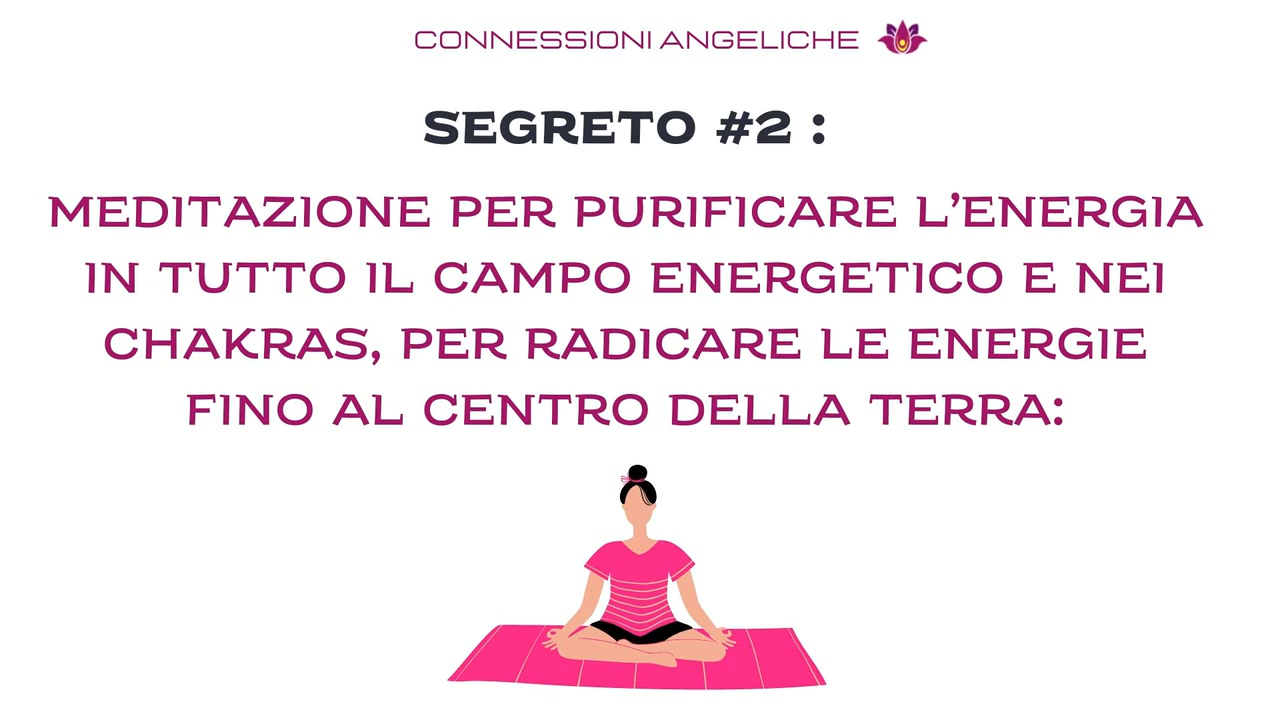 CONNESSIONI ANGELICHE
SEGRETO #2 :
MEDITAZIONE PER PURIFICARE L’ENERGIA
IN TUTTO IL CAMPO ENERGETICO E NEI
CHAKRAS, PER RADICARE LE ENERGIE
FINO AL CENTRO DELLA TERRA: